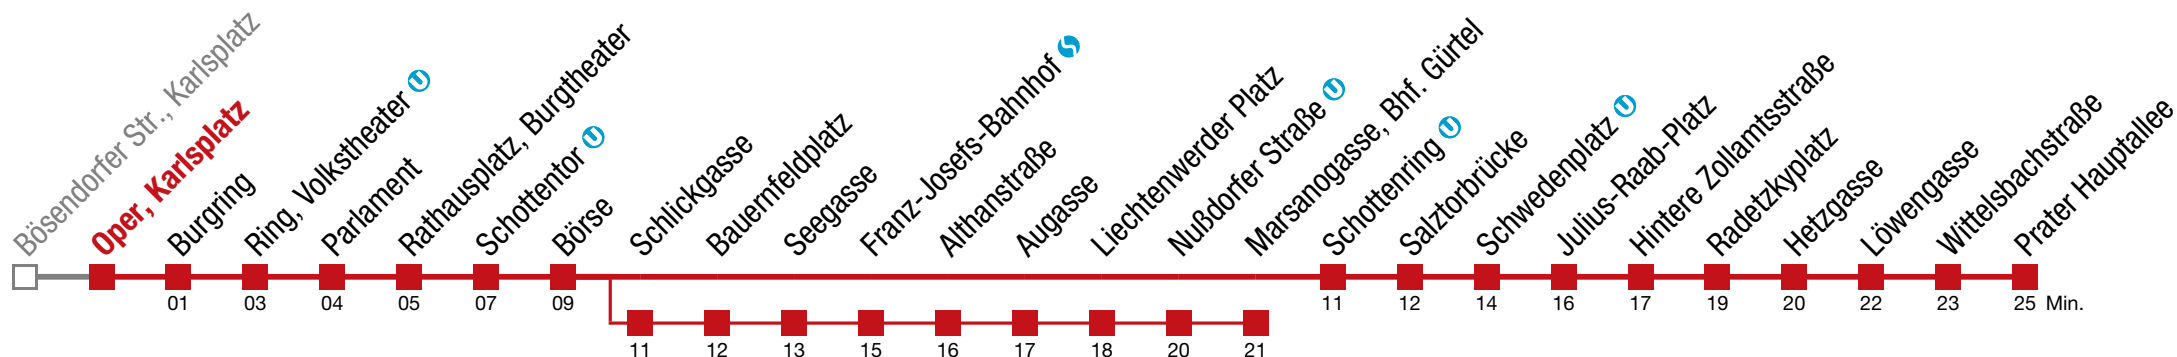 Bösendorfer Str., Karlsplatz
Oper, Karlsplatz
Burgring
Ring, Volkstheater U
Parlament
Rathausplatz, Burgtheater
Schottentor U
Börse
Schlickgasse
Bauernfeldplatz
Seegasse
Franz-Josefs-Bahnhof S
Althanstraße
Augasse
Liechtenwerder Platz
Nußdorfer Straße U
Marsanogasse, Bhf. Gürtel
Schottenring U
Salztorbrücke
Schwedenplatz U
Julius-Raab-Platz
Hintere Zollamtsstraße
Radetzkyplatz
Hetzgasse
Löwengasse
Wittelsbachstraße
Prater Hauptallee
01 03 04 05 07 09 11 12 14 16 17 19 20 22 23 25 Min.
11 12 13 15 16 17 18 20 21